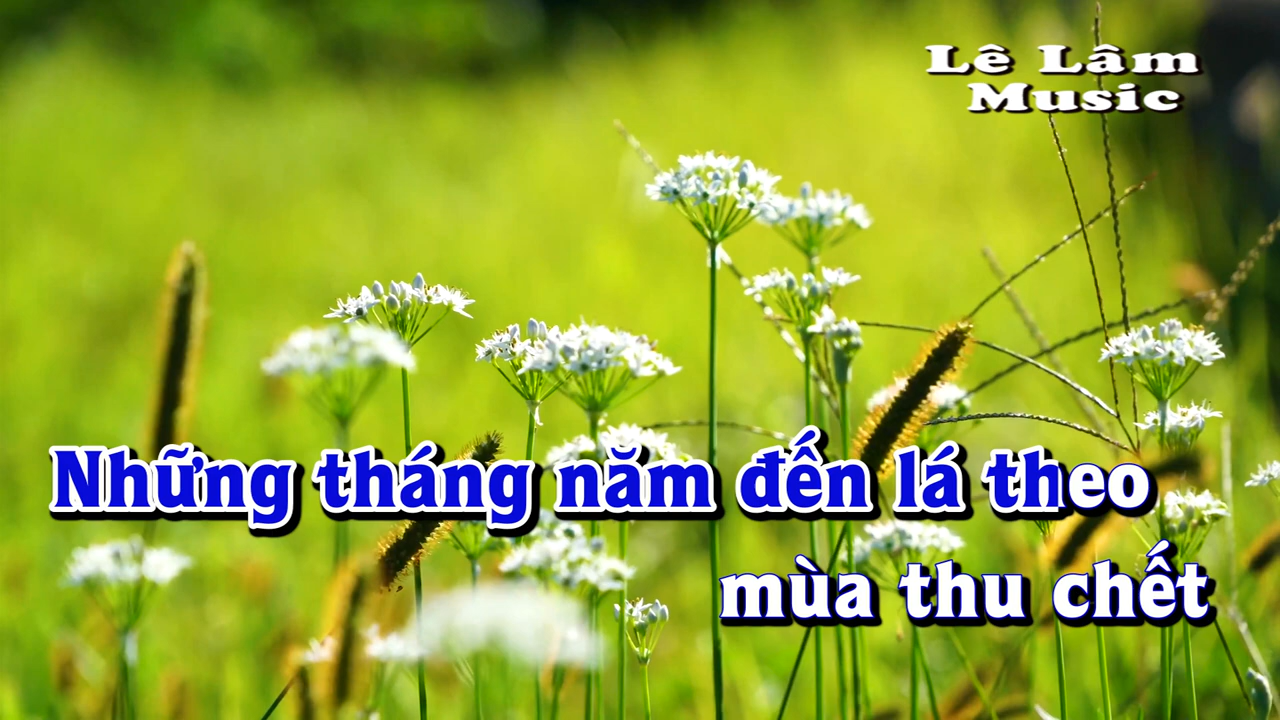 Lê Lâm
Music
Những tháng năm đến lá theo
mùa thu chết